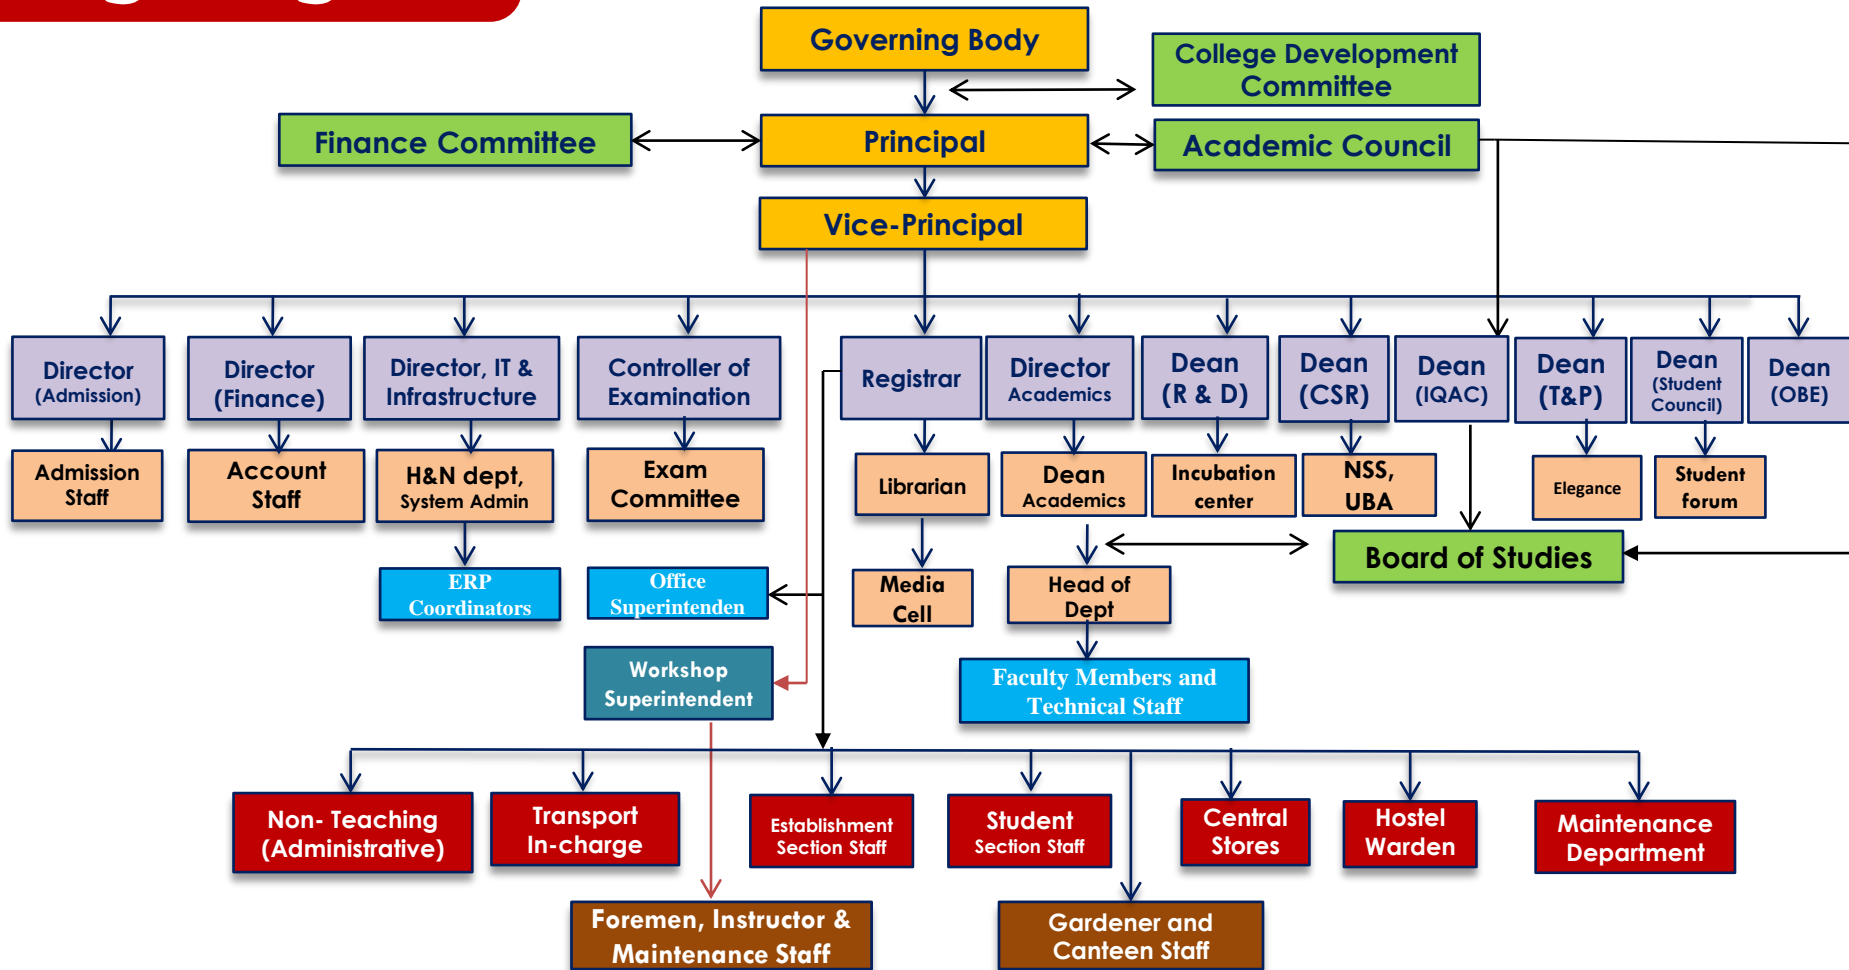 Governing Body
College Development
Committee
Finance Committee
Principal
Academic Council
Vice-Principal
Director
(Admission)
Director
(Finance)
Director, IT &
Infrastructure
Controller of
Examination
Registrar
Director
Academics
Dean
(R & D)
Dean
(CSR)
Dean
(IQAC)
Dean
(T&P)
Dean
(Student
Council)
Dean
(OBE)
Admission
Staff
Account
Staff
H&N dept,
System Admin
Exam
Committee
Librarian
Dean
Academics
Incubation
center
NSS,
UBA
Elegance
Student
forum
Board of Studies
ERP
Coordinators
Office
Superintenden
Media
Cell
Head of
Dept
Workshop
Superintendent
Faculty Members and
Technical Staff
Non- Teaching
(Administrative)
Transport
In-charge
Establishment
Section Staff
Student
Section Staff
Central
Stores
Hostel
Warden
Maintenance
Department
Foremen, Instructor &
Maintenance Staff
Gardener and
Canteen Staff